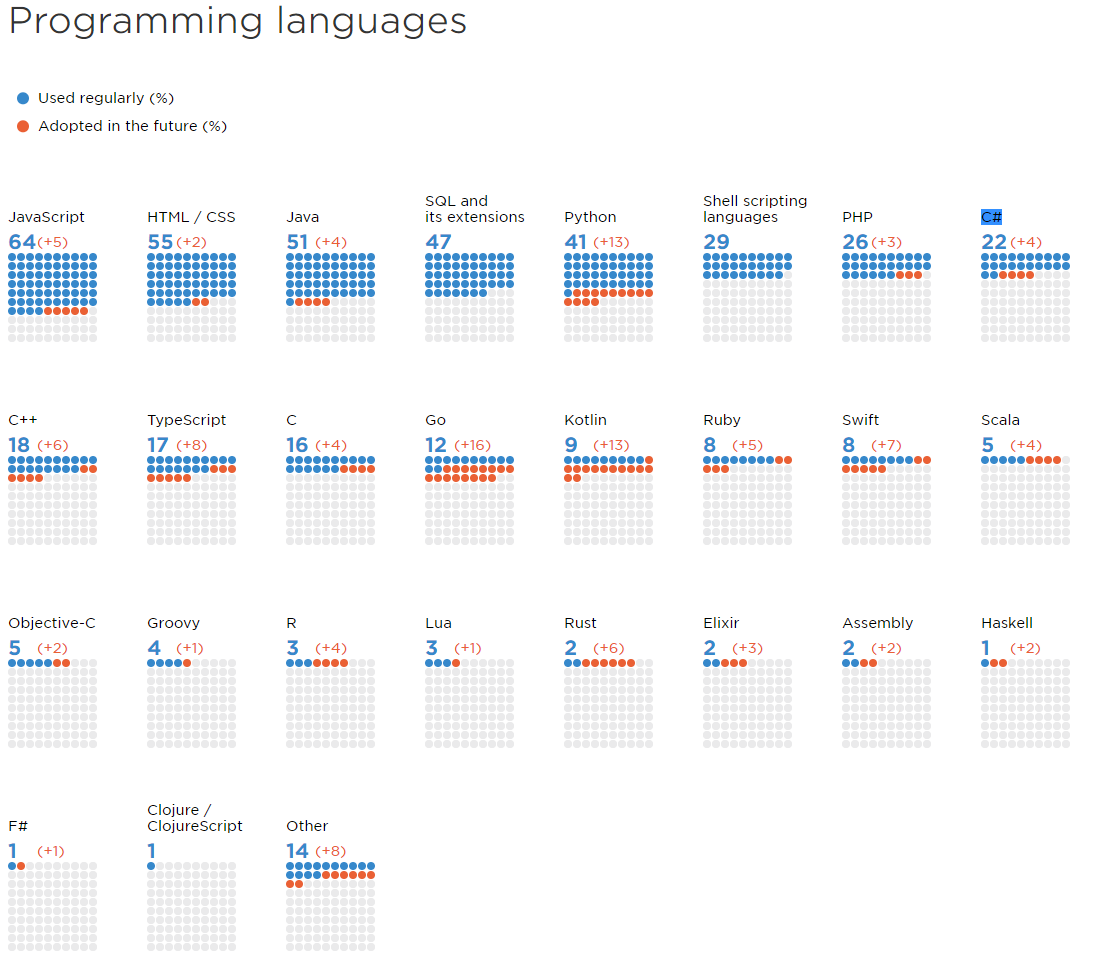 Programming languages
Used regularly (%)
Adopted in the future (%)
JavaScript
64 (+5)
HTML / CSS
55 (+2)
Java
51 (+4)
SQL and
its extensions
47
Python
41 (+13)
Shell scripting
languages
29
PHP
26 (+3)
C#
22 (+4)
C++
18 (+6)
TypeScript
17 (+8)
C
16 (+4)
Go
12 (+16)
Kotlin
9 (+13)
Ruby
8 (+5)
Swift
8 (+7)
Scala
5 (+4)
Objective-C
5 (+2)
Groovy
4 (+1)
R
3 (+4)
Lua
3 (+1)
Rust
2 (+6)
Elixir
2 (+3)
Assembly
2 (+2)
Haskell
1 (+2)
F#
1 (+1)
Clojure /
ClojureScript
1
Other
14 (+8)